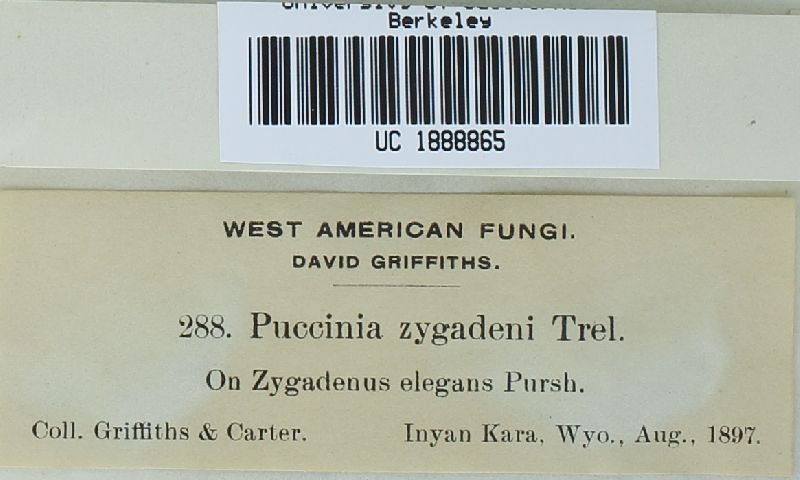 Berkeley
UC 1888865
WEST AMERICAN FUNGI.
DAVID GRIFFITHS.
288. Puccinia zygadeni Trel.
On Zygadenus elegans Pursh.
Coll. Griffiths & Carter. Inyan Kara, Wyo., Aug., 1897.